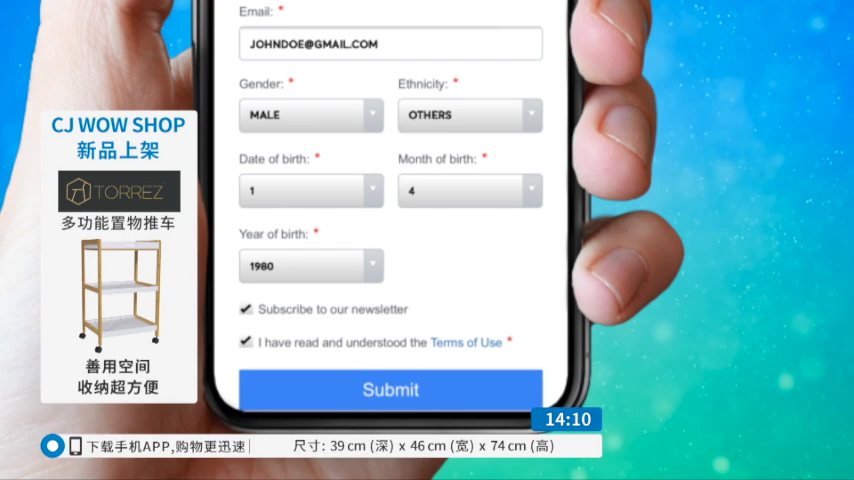 Email: *
JOHNDOE@GMAIL.COM
Gender: * Ethnicity: *
MALE OTHERS
Date of birth: * Month of birth: *
1 4
Year of birth: *
1980
Subscribe to our newsletter
I have read and understood the Terms of Use *
Submit
CJ WOW SHOP
新品上架
TORREZ
多功能置物推车
善用空间
收纳超方便
14:10
下载手机APP,购物更迅速
尺寸: 39 cm (深) x 46 cm (宽) x 74 cm (高)